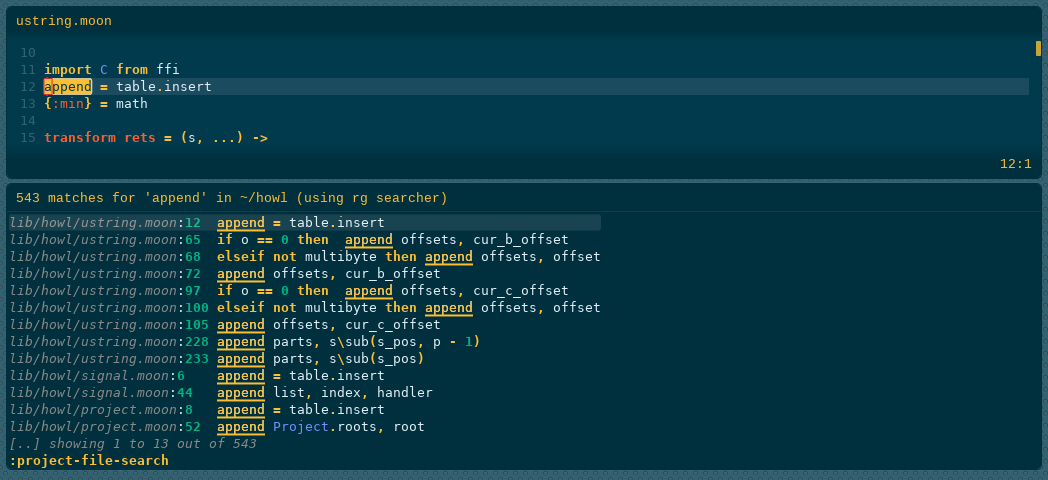 ustring.moon
10
11 import C from ffi
12 append = table.insert
13 {:min} = math
14
15 transform rets = (s, ...) ->
12:1
543 matches for 'append' in ~/howl (using rg searcher)
lib/howl/ustring.moon:12 append = table.insert
lib/howl/ustring.moon:65 if o == 0 then append offsets, cur_b_offset
lib/howl/ustring.moon:68 elseif not multibyte then append offsets, offset
lib/howl/ustring.moon:72 append offsets, cur_b_offset
lib/howl/ustring.moon:97 if o == 0 then append offsets, cur_c_offset
lib/howl/ustring.moon:100 elseif not multibyte then append offsets, offset
lib/howl/ustring.moon:105 append offsets, cur_c_offset
lib/howl/ustring.moon:228 append parts, s\sub(s_pos, p - 1)
lib/howl/ustring.moon:233 append parts, s\sub(s_pos)
lib/howl/signal.moon:6 append = table.insert
lib/howl/signal.moon:44 append list, index, handler
lib/howl/project.moon:8 append = table.insert
lib/howl/project.moon:52 append Project.roots, root
[..] showing 1 to 13 out of 543
:project-file-search